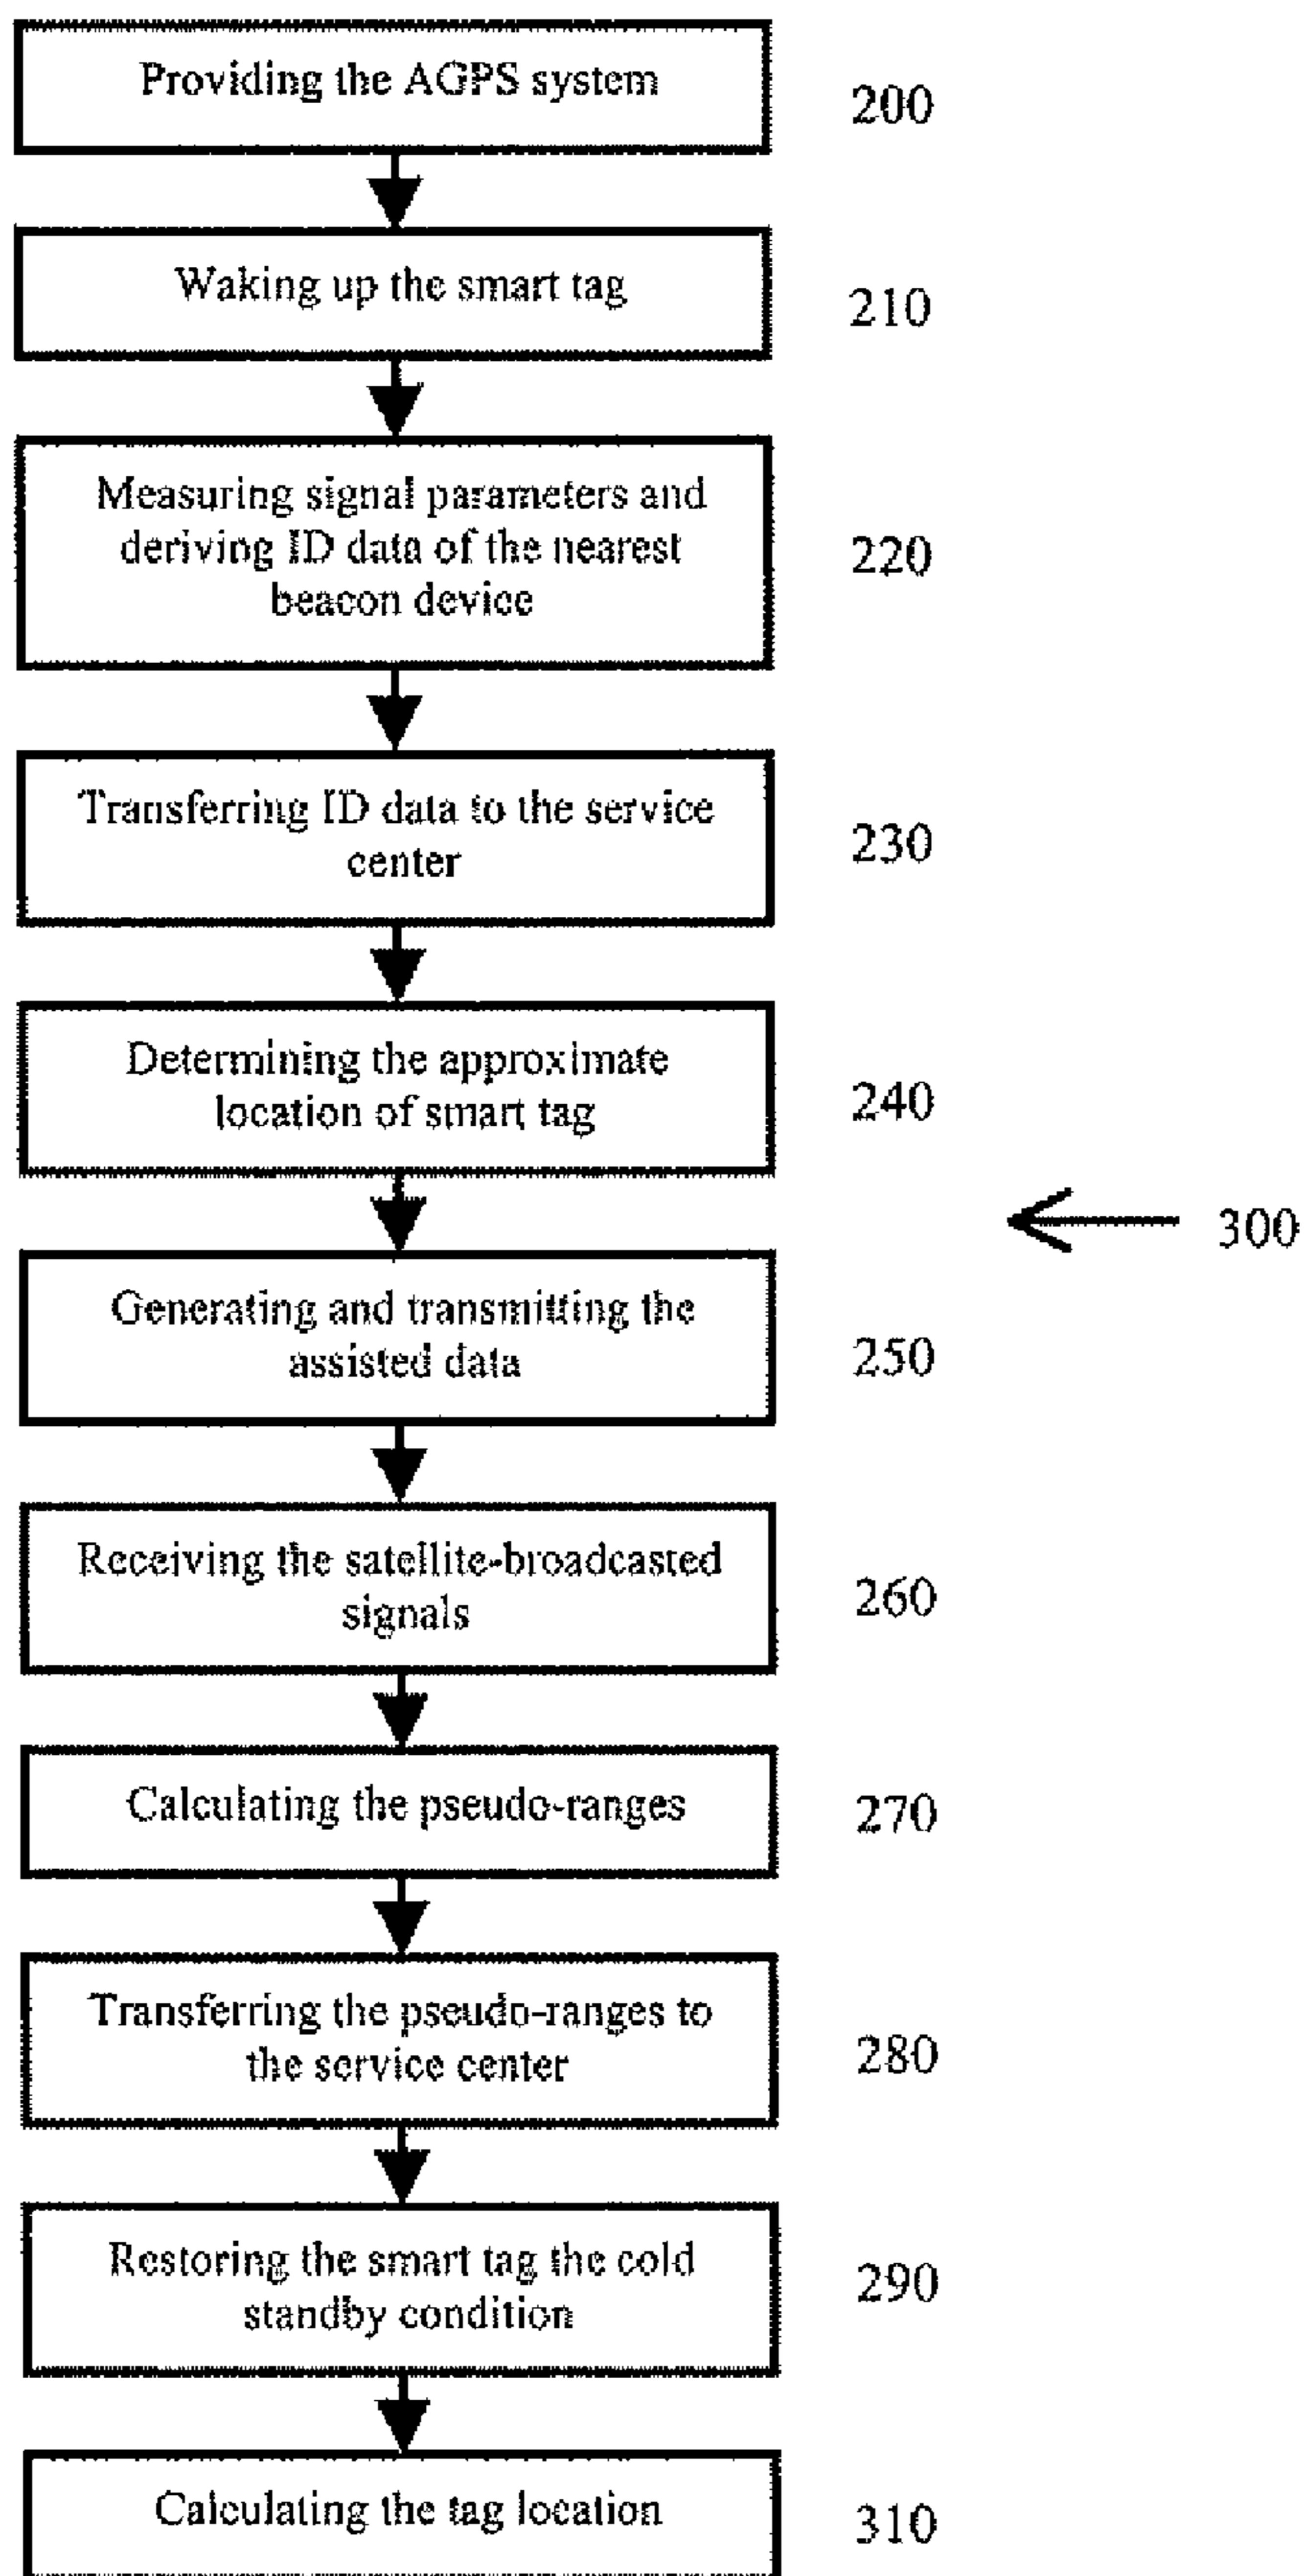 Providing the AGPS system
200
Waking up the smart tag
210
Measuring signal parameters and
deriving ID data of the nearest
beacon device
220
Transferring ID data to the service
center
230
Determining the approximate
location of smart tag
240
300
Generating and transmitting the
assisted data
250
Receiving the satellite-broadcasted
signals
260
Calculating the pseudo-ranges
270
Transferring the pseudo-ranges to
the service center
280
Restoring the smart tag the cold
standby condition
290
Calculating the tag location
310